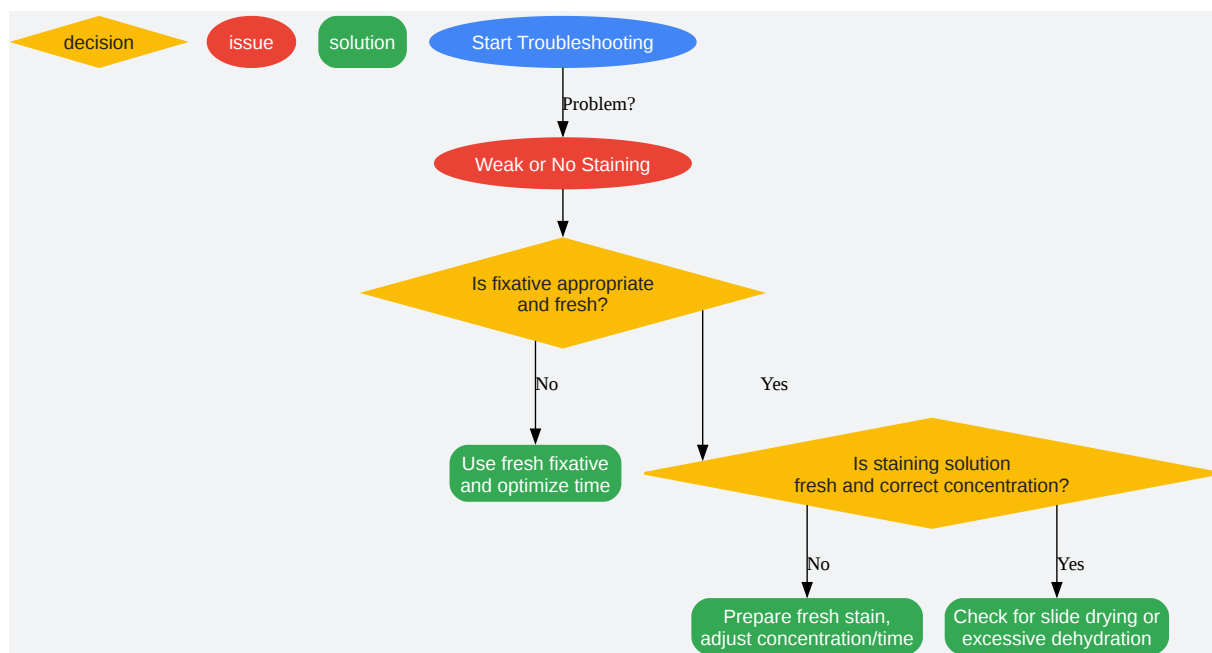 decision
issue
solution
Start Troubleshooting
Problem?
Weak or No Staining
Is fixative appropriate
and fresh?
No
Yes
Use fresh fixative
and optimize time
Is staining solution
fresh and correct concentration?
No
Yes
Prepare fresh stain,
adjust concentration/time
Check for slide drying or
excessive dehydration